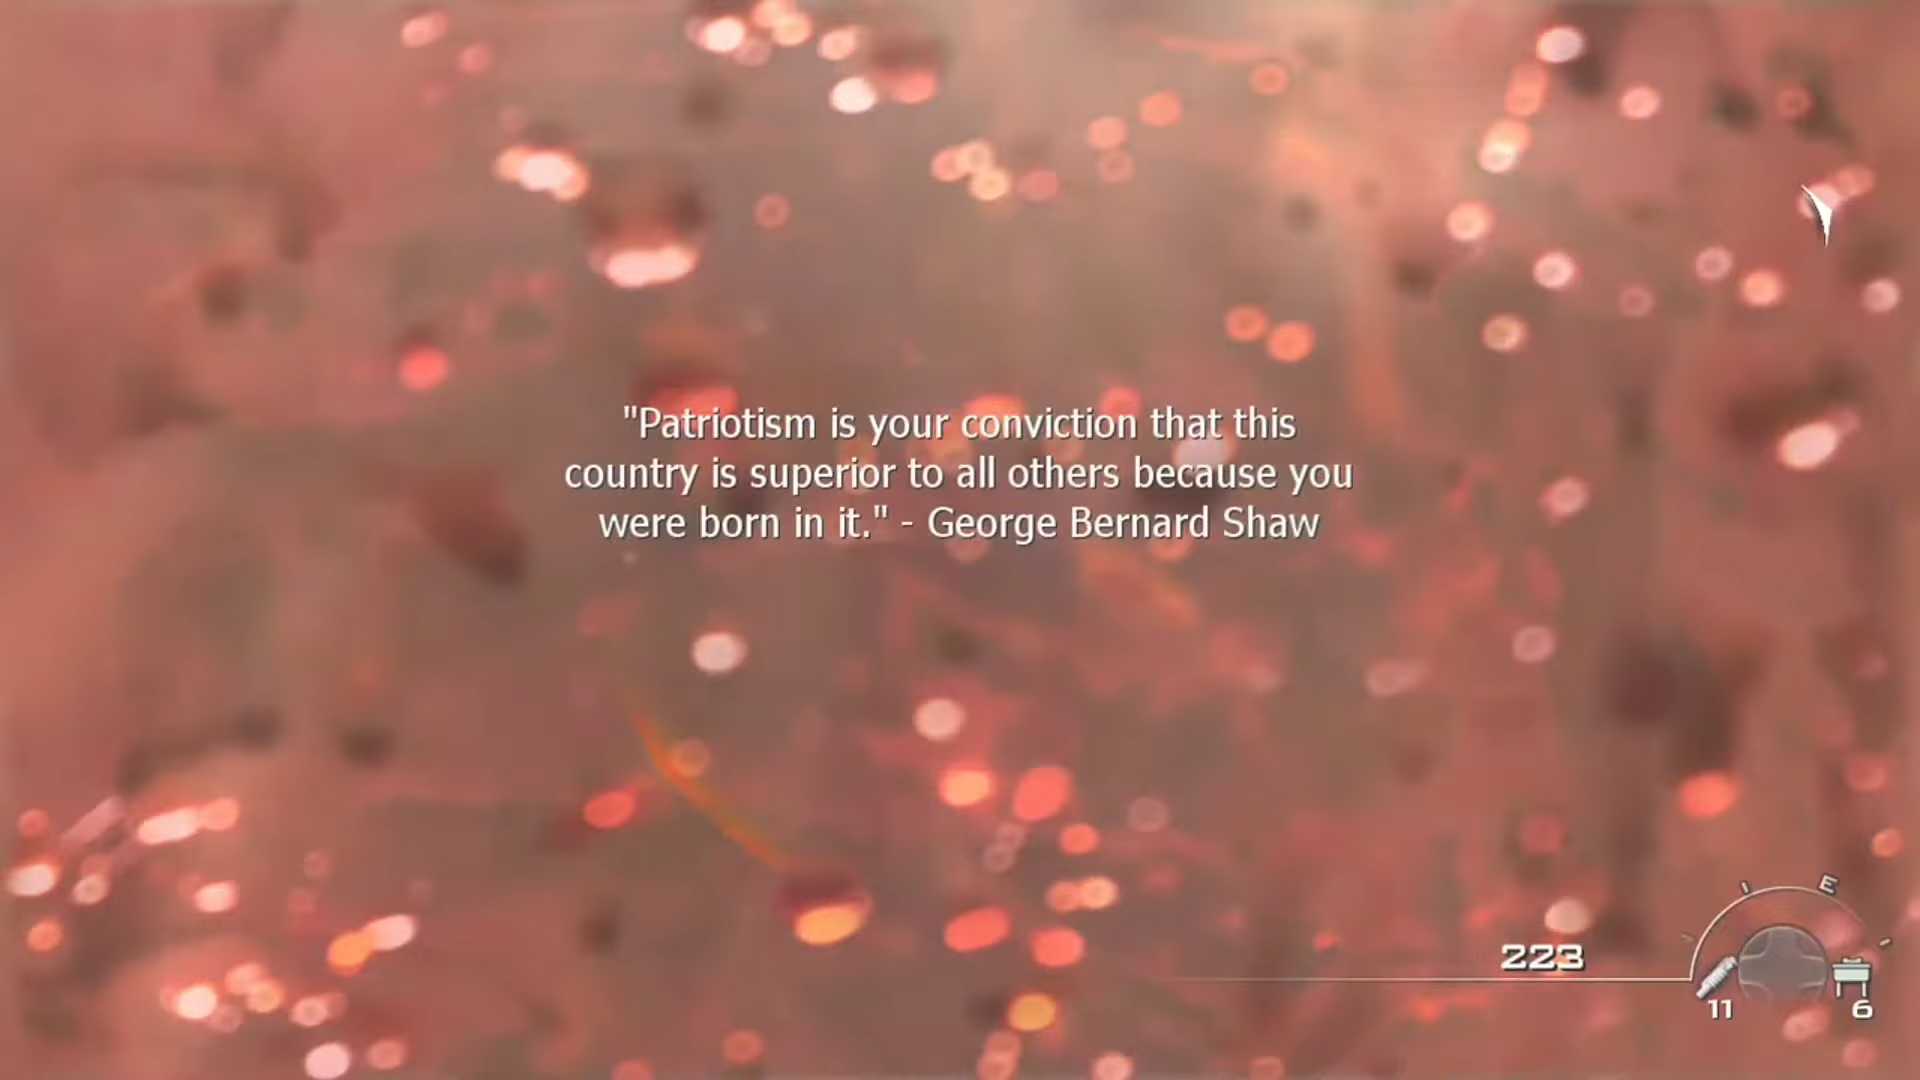 "Patriotism is your conviction that this
country is superior to all others because you
were born in it." - George Bernard Shaw
E
223
11
6